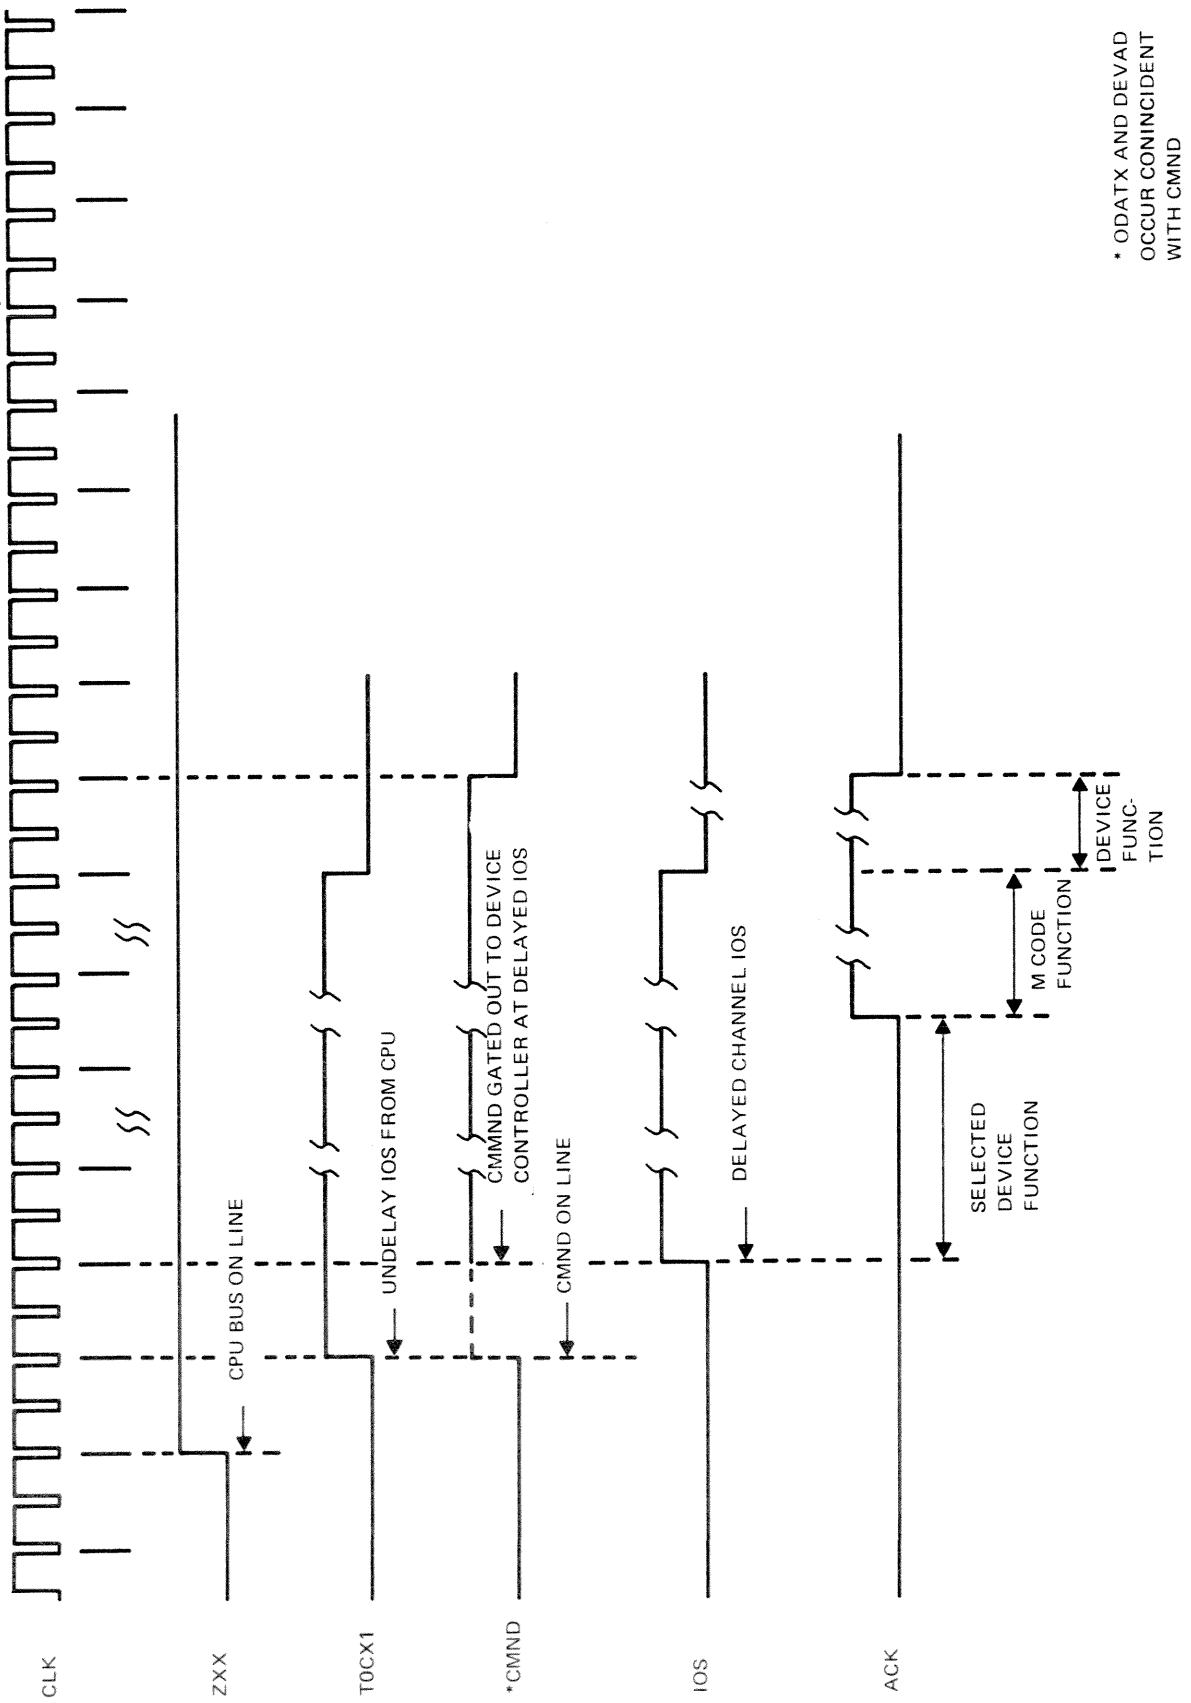 CLK
ZXX
CPU BUS ON LINE
T0CX1
UNDELAY IOS FROM CPU
*CMND
CMMND GATED OUT TO DEVICE
CONTROLLER AT DELAYED IOS
CMND ON LINE
IOS
DELAYED CHANNEL IOS
ACK
SELECTED
DEVICE
FUNCTION
M CODE
FUNCTION
DEVICE
FUNC-
TION
* ODATX AND DEVAD
OCCUR CONINCIDENT
WITH CMND